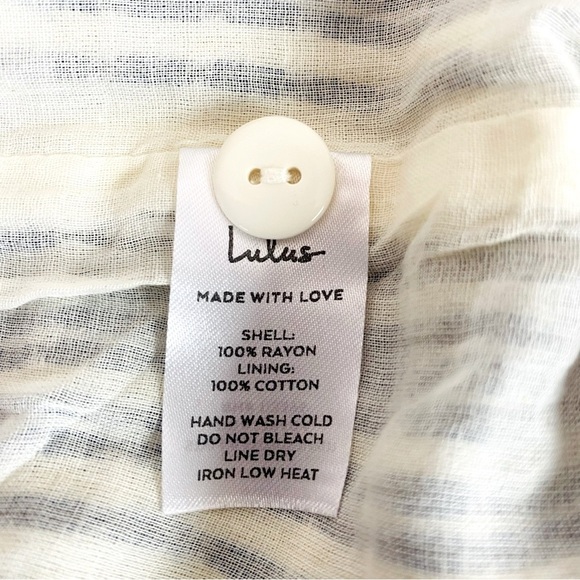 Lulus
MADE WITH LOVE
SHELL:
100% RAYON
LINING:
100% COTTON
HAND WASH COLD
DO NOT BLEACH
LINE DRY
IRON LOW HEAT